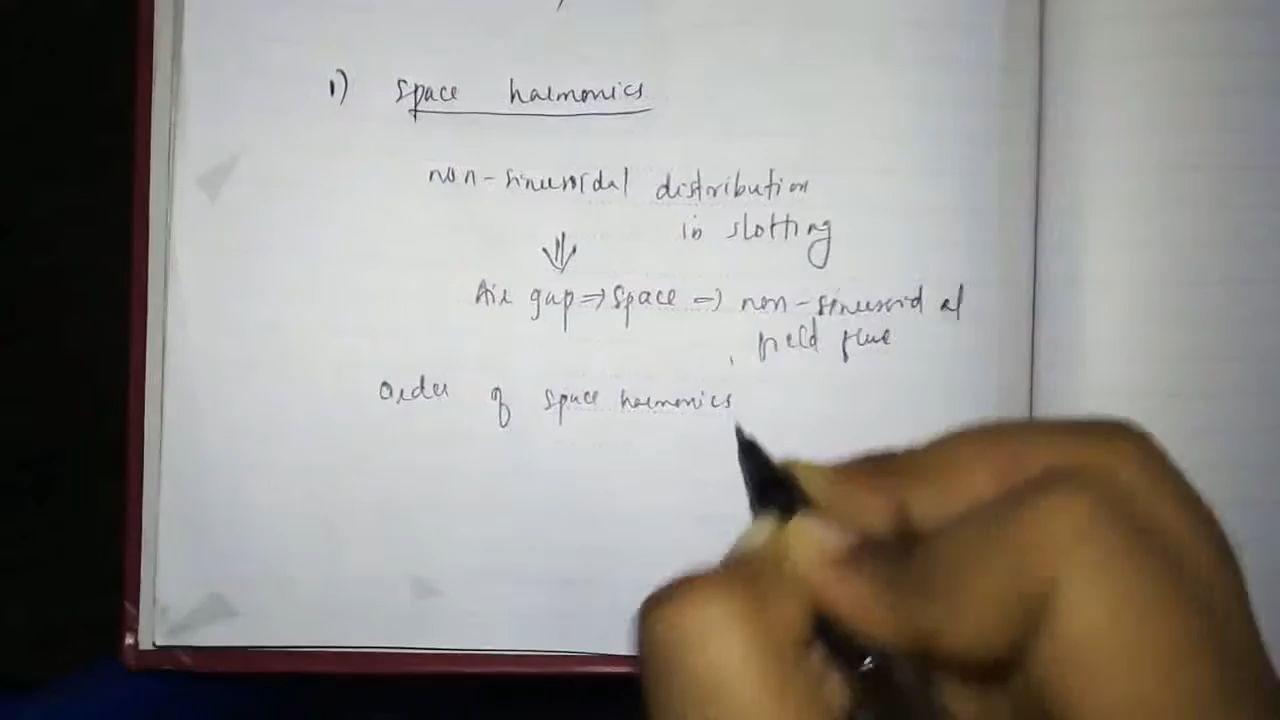 1) Space harmonics
non-sinusoidal distribution
in slotting
⇓
Air gap ⇒ space ⇒ non-sinusoidal
field flux
Order of space harmonics